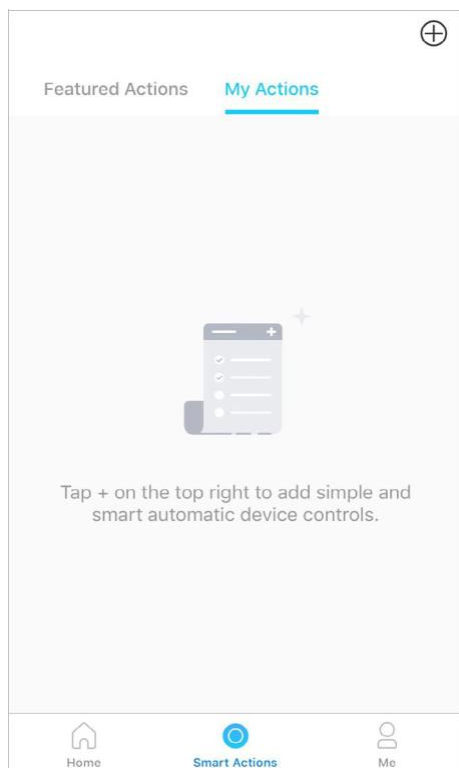 Featured Actions
My Actions
Tap + on the top right to add simple and
smart automatic device controls.
Home
Smart Actions
Me